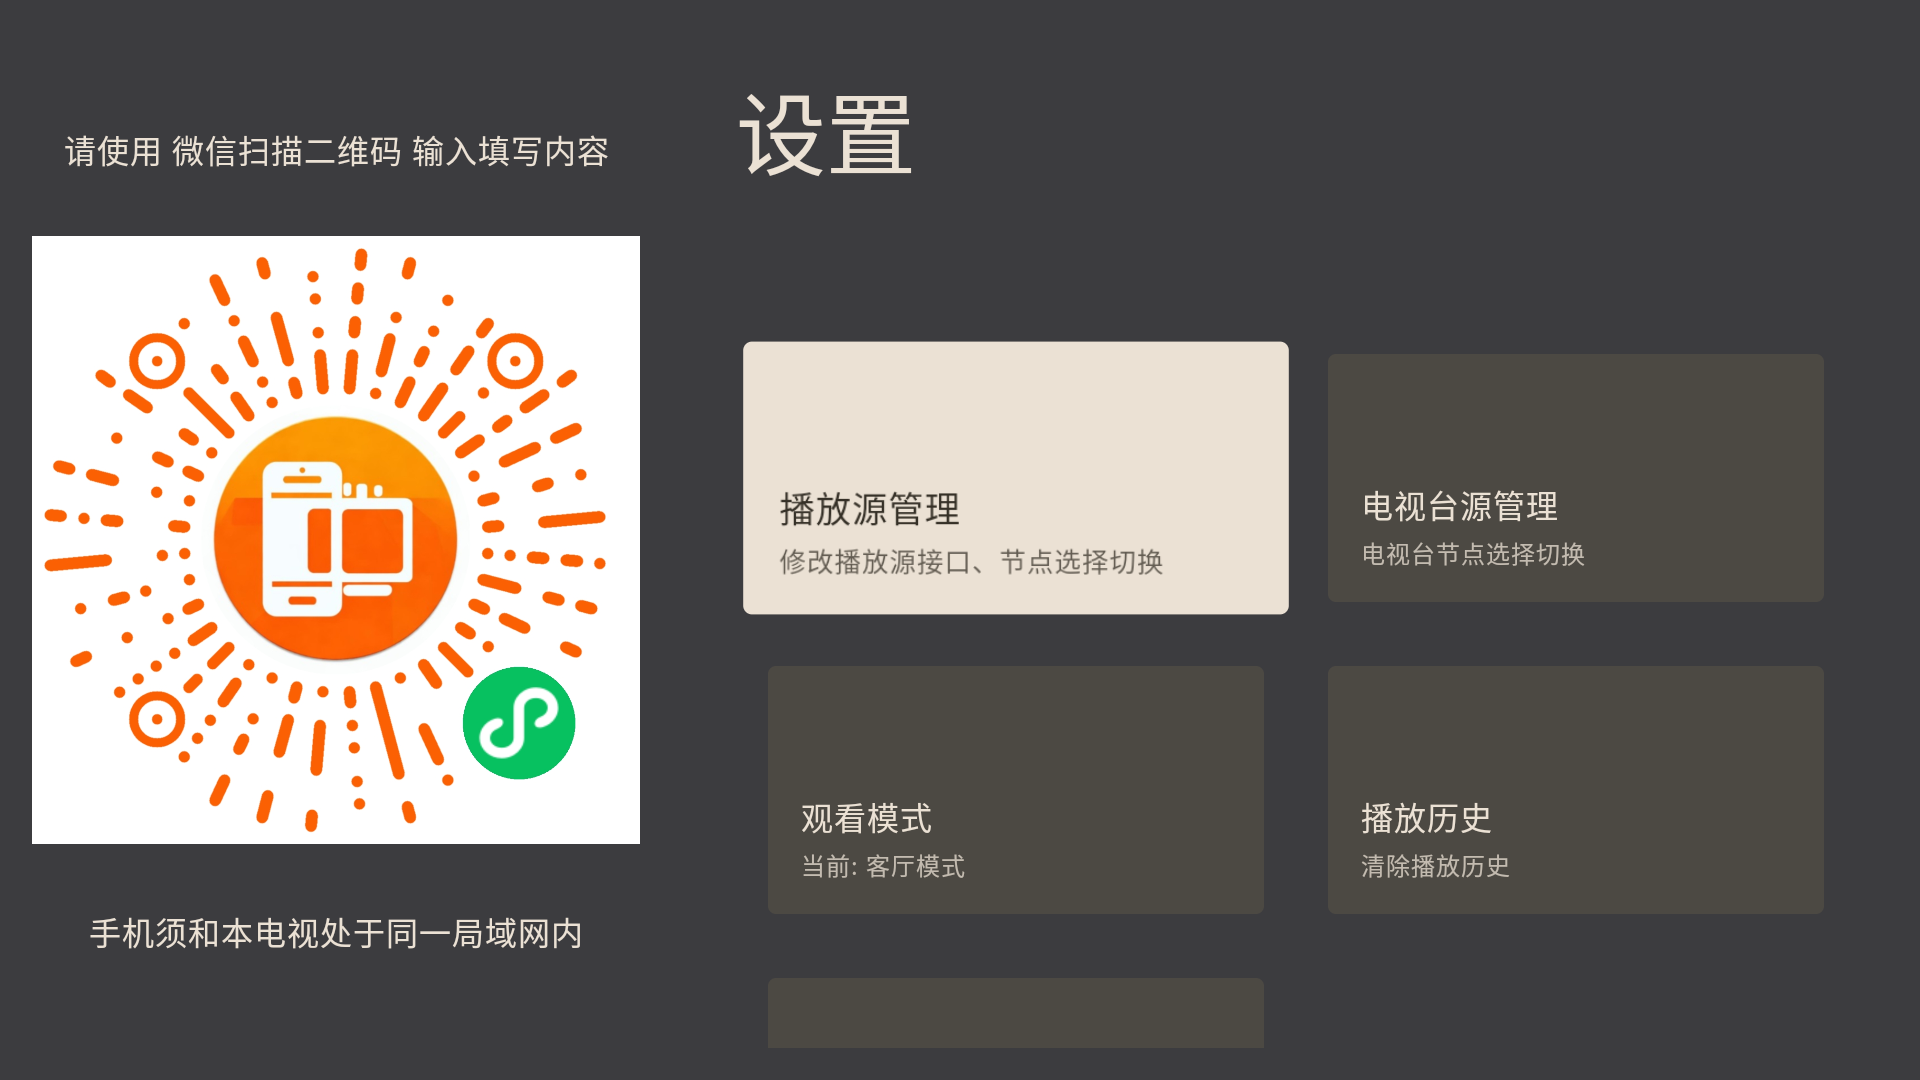 请使用 微信扫描二维码 输入填写内容
手机须和本电视处于同一局域网内
设置
播放源管理
修改播放源接口、节点选择切换
电视台源管理
电视台节点选择切换
观看模式
当前: 客厅模式
播放历史
清除播放历史